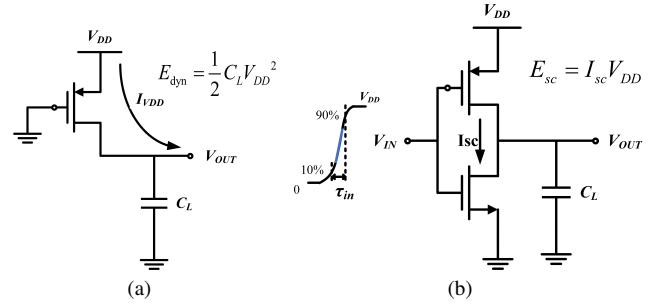 V_DD
E_dyn = 1/2 C_L V_DD^2
I_VDD
V_OUT
C_L
(a)
V_DD
E_sc = I_sc V_DD
V_DD
90%
V_IN
Isc
V_OUT
10%
0
τ_in
C_L
(b)